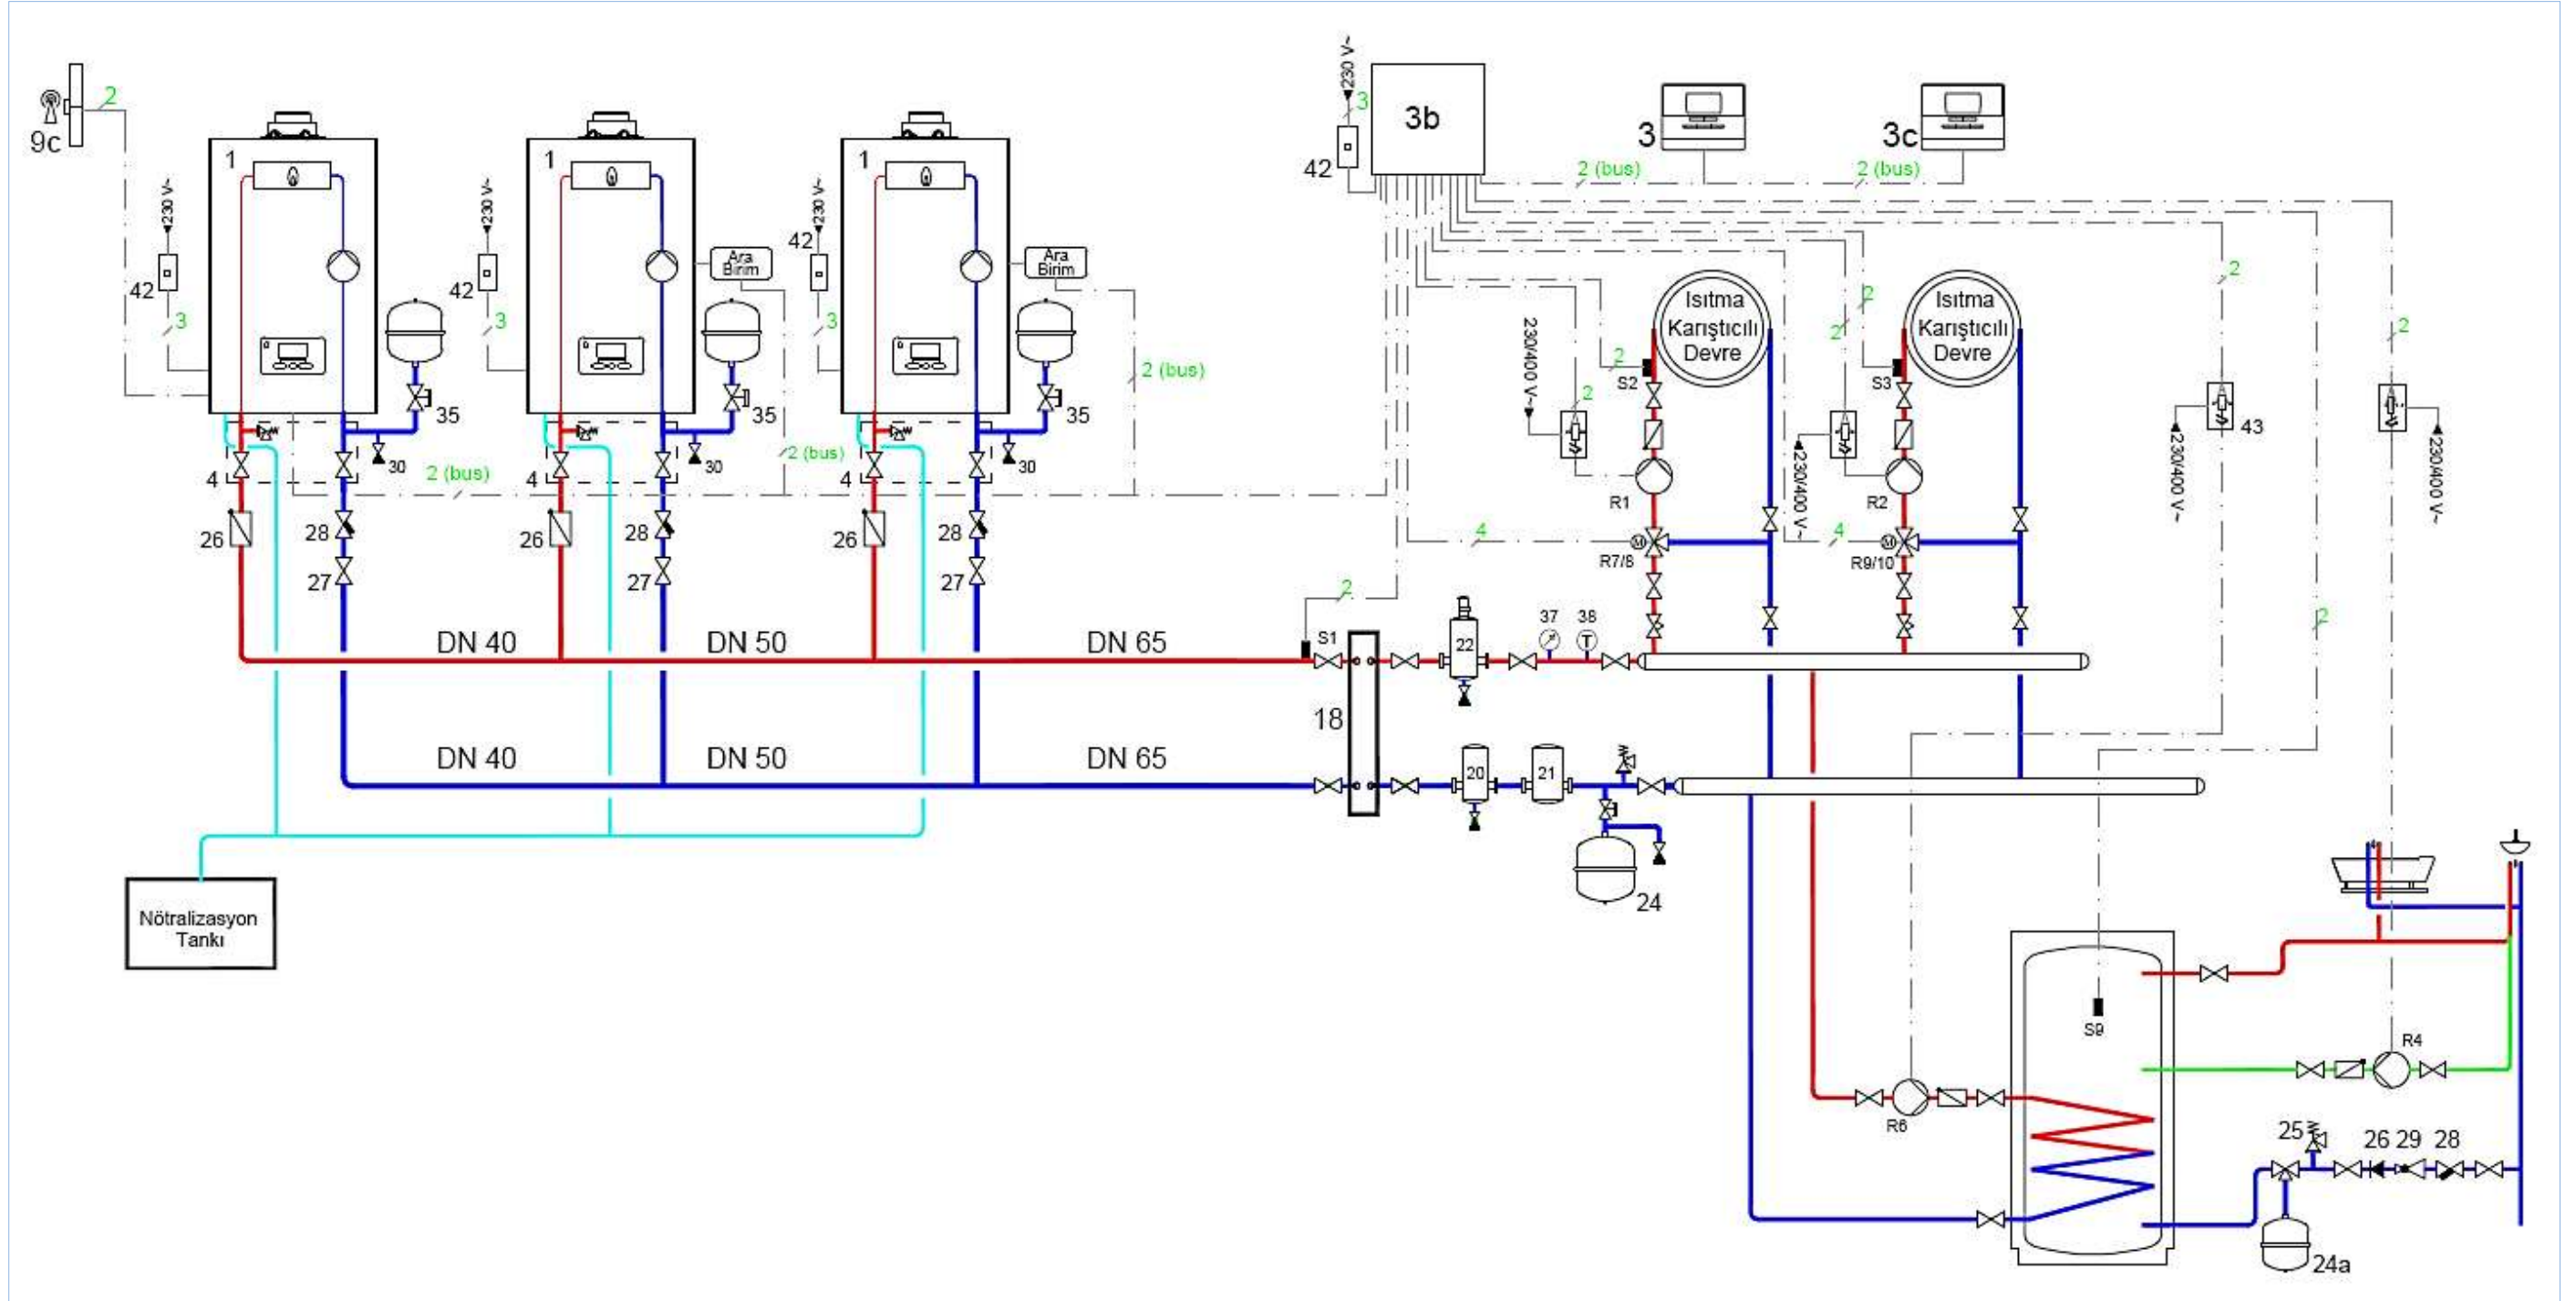 9c
2
1
230 V~
42
3
35
30
4
26
28
27
2 (bus)
1
230 V~
42
3
Ara
Birim
35
30
4
26
28
27
2 (bus)
1
230 V~
42
3
Ara
Birim
35
30
4
26
28
27
2 (bus)
DN 40
DN 50
DN 65
DN 40
DN 50
DN 65
Nötralizasyon
Tankı
230 V~
3
42
3b
3
3c
2 (bus)
2 (bus)
Isıtma
Karıştıcılı
Devre
Isıtma
Karıştıcılı
Devre
230/400 V~
2
2
S2
R1
4
M
R7/8
230/400 V~
2
2
S3
R2
4
M
R9/10
2
43
230/400 V~
2
230/400 V~
2
2
S1
18
22
37
38
T
20
21
24
S9
R4
R6
25
26
29
28
24a